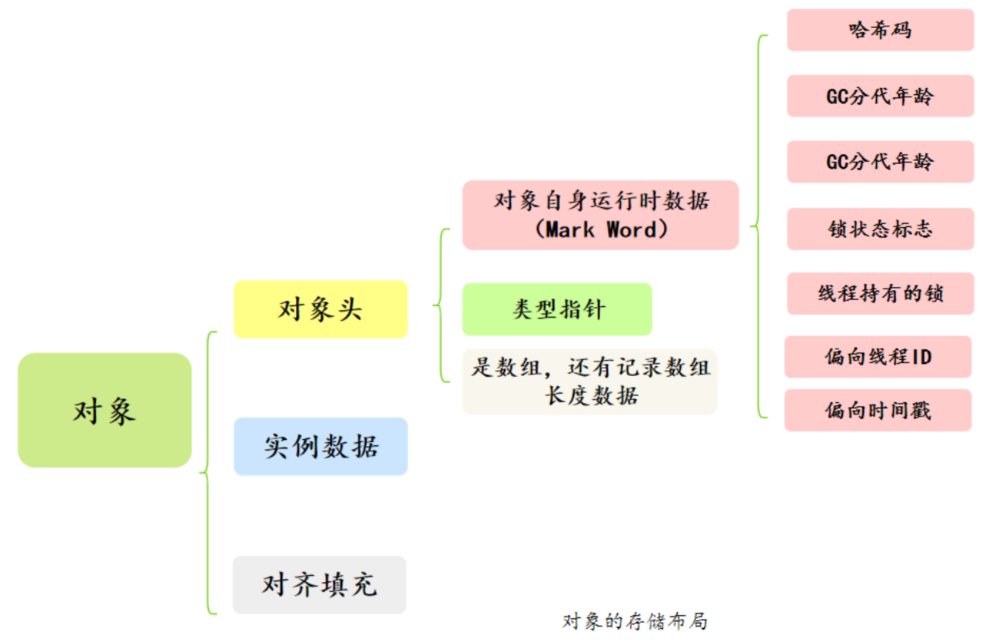 对象
对象头
实例数据
对齐填充
对象自身运行时数据
（Mark Word）
类型指针
是数组，还有记录数组
长度数据
哈希码
GC分代年龄
GC分代年龄
锁状态标志
线程持有的锁
偏向线程ID
偏向时间戳
对象的存储布局